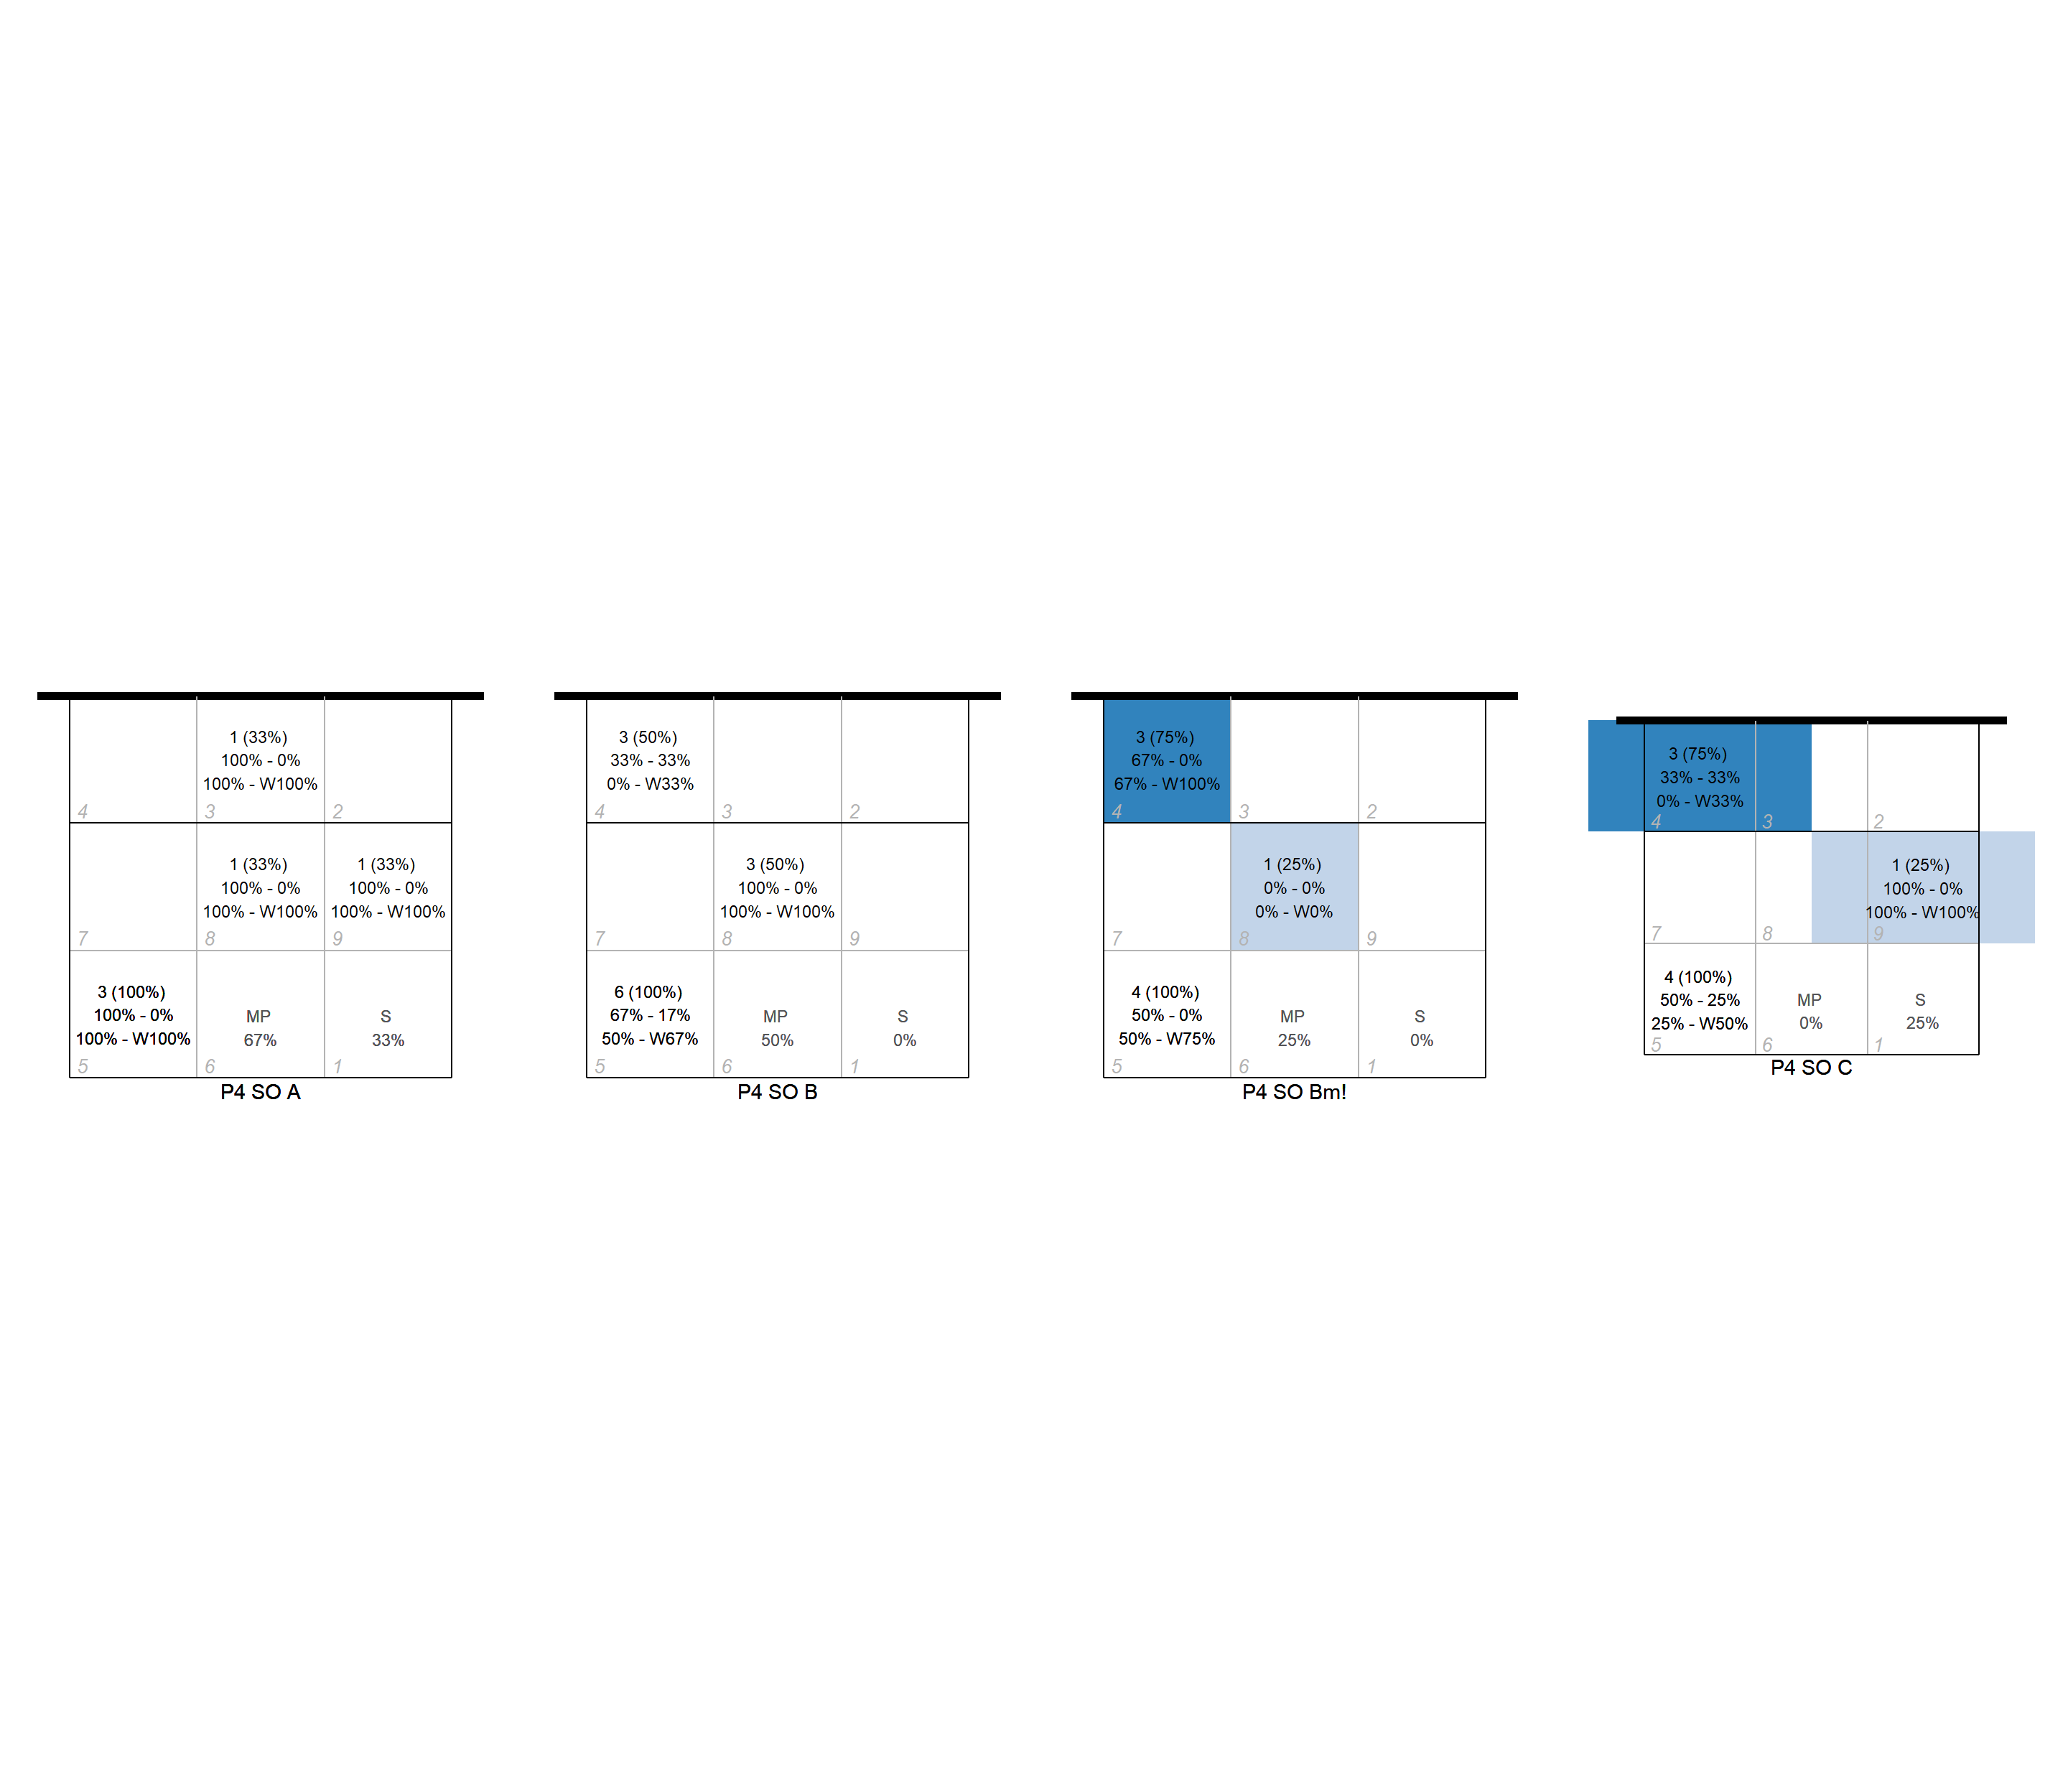 1 (33%)
100% - 0%
100% - W100%
4
3
2
1 (33%)
100% - 0%
100% - W100%
1 (33%)
100% - 0%
100% - W100%
7
8
9
3 (100%)
100% - 0%
100% - W100%
MP
67%
S
33%
5
6
1
P4 SO A
3 (50%)
33% - 33%
0% - W33%
4
3
2
3 (50%)
100% - 0%
100% - W100%
7
8
9
6 (100%)
67% - 17%
50% - W67%
MP
50%
S
0%
5
6
1
P4 SO B
3 (75%)
67% - 0%
67% - W100%
4
3
2
1 (25%)
0% - 0%
0% - W0%
7
8
9
4 (100%)
50% - 0%
50% - W75%
MP
25%
S
0%
5
6
1
P4 SO Bm!
3 (75%)
33% - 33%
0% - W33%
4
3
2
1 (25%)
100% - 0%
100% - W100%
7
8
9
4 (100%)
50% - 25%
25% - W50%
MP
0%
S
25%
5
6
1
P4 SO C